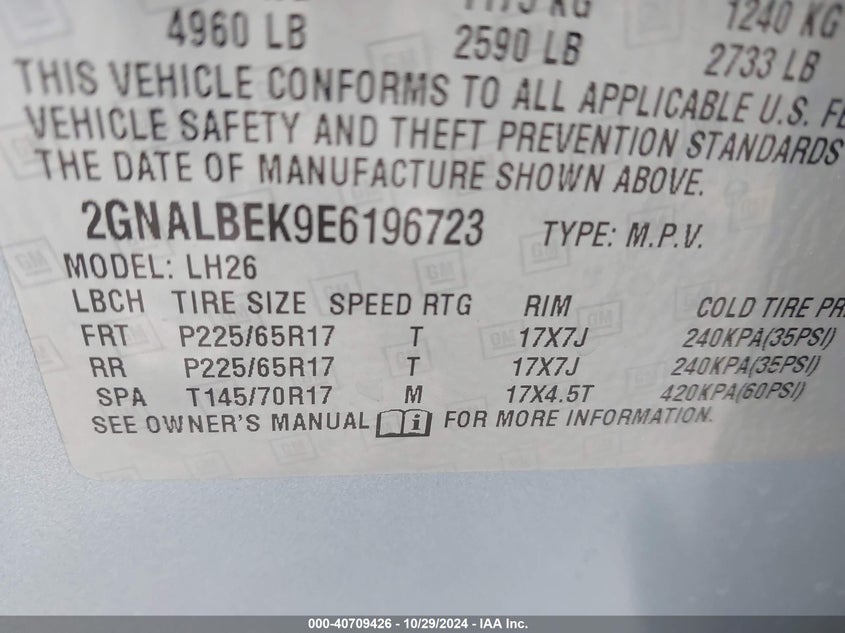 4960 LB 2590 LB 1240 KG
2733 LB
THIS VEHICLE CONFORMS TO ALL APPLICABLE U.S.
VEHICLE SAFETY AND THEFT PREVENTION STANDARDS
THE DATE OF MANUFACTURE SHOWN ABOVE.
2GNALBEK9E6196723 TYPE: M.P.V.
MODEL: LH26
LBCH TIRE SIZE SPEED RTG RIM COLD TIRE
FRT P225/65R17 T 17X7J 240KPA(35PSI)
RR P225/65R17 T 17X7J 240KPA(35PSI)
SPA T145/70R17 M 17X4.5T 420KPA(60PSI)
SEE OWNER'S MANUAL FOR MORE INFORMATION.
000-40709426 - 10/29/2024 - IAA Inc.